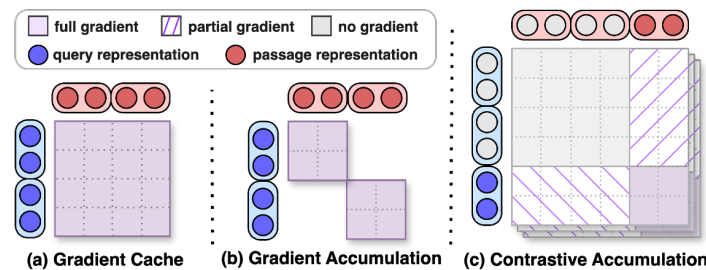 full gradient partial gradient no gradient
query representation passage representation
(a) Gradient Cache (b) Gradient Accumulation (c) Contrastive Accumulation